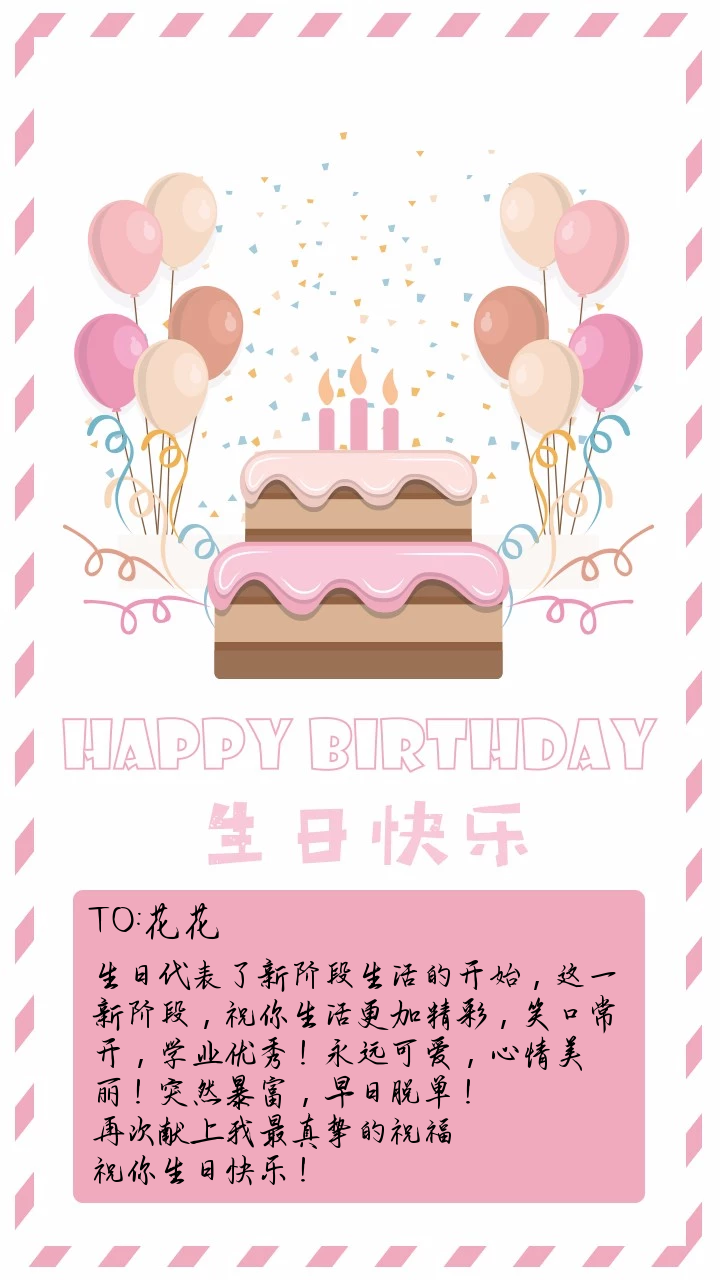 HAPPY BIRTHDAY
生日快乐
TO:花花
生日代表了新阶段生活的开始，这一
新阶段，祝你生活更加精彩，笑口常
开，学业优秀！永远可爱，心情美
丽！突然暴富，早日脱单！
再次献上我最真挚的祝福
祝你生日快乐！